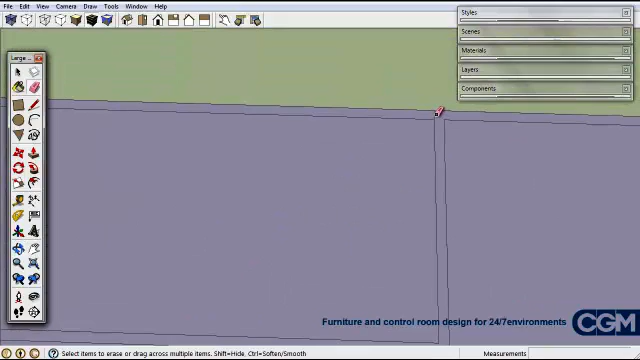 File Edit View Camera Draw Tools Window Help
Styles
Scenes
Materials
Layers
Components
Large ...
Furniture and control room design for 24/7environments
CGM
Select items to erase or drag across multiple items. Shift=Hide, Ctrl=Soften/Smooth
Measurements